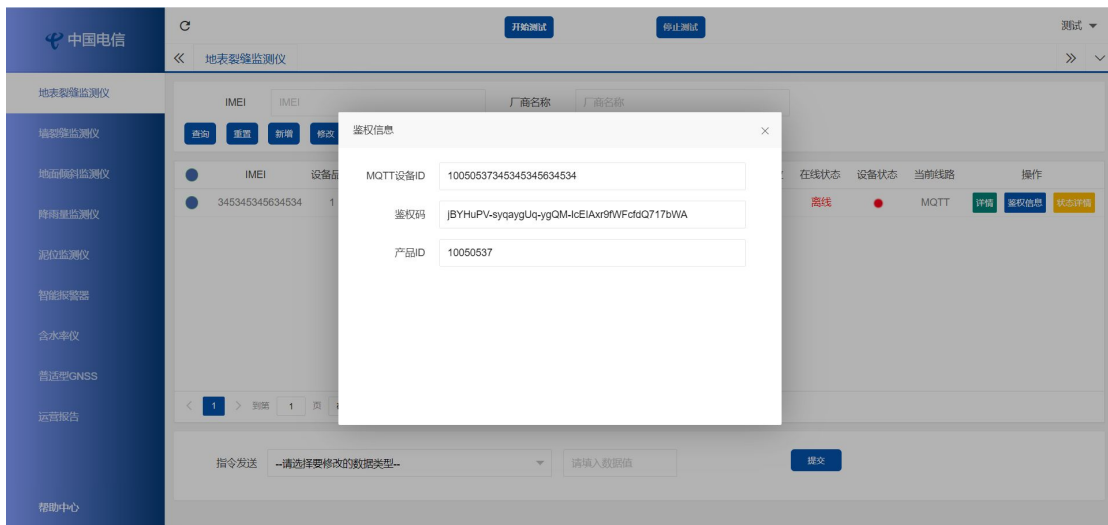 中国电信
开始测试 停止测试 测试
地表裂缝监测仪
地表裂缝监测仪
墙裂缝监测仪
地面倾斜监测仪
降雨量监测仪
泥位监测仪
智能报警器
含水率仪
普适型GNSS
运营报告
帮助中心
IMEI IMEI 厂商名称 厂商名称
查询 重置 新增 修改
IMEI 设备品 在线状态 设备状态 当前线路 操作
345345345634534 1 离线 MQTT 详情 鉴权信息 状态详情
鉴权信息
MQTT设备ID 10050537345345345634534
鉴权码 jBYHuPV-syqaygUq-ygQM-IcEIAxr9fWFcfdQ717bWA
产品ID 10050537
1 到第 1 页
指令发送 --请选择要修改的数据类型-- 请填入数据值 提交